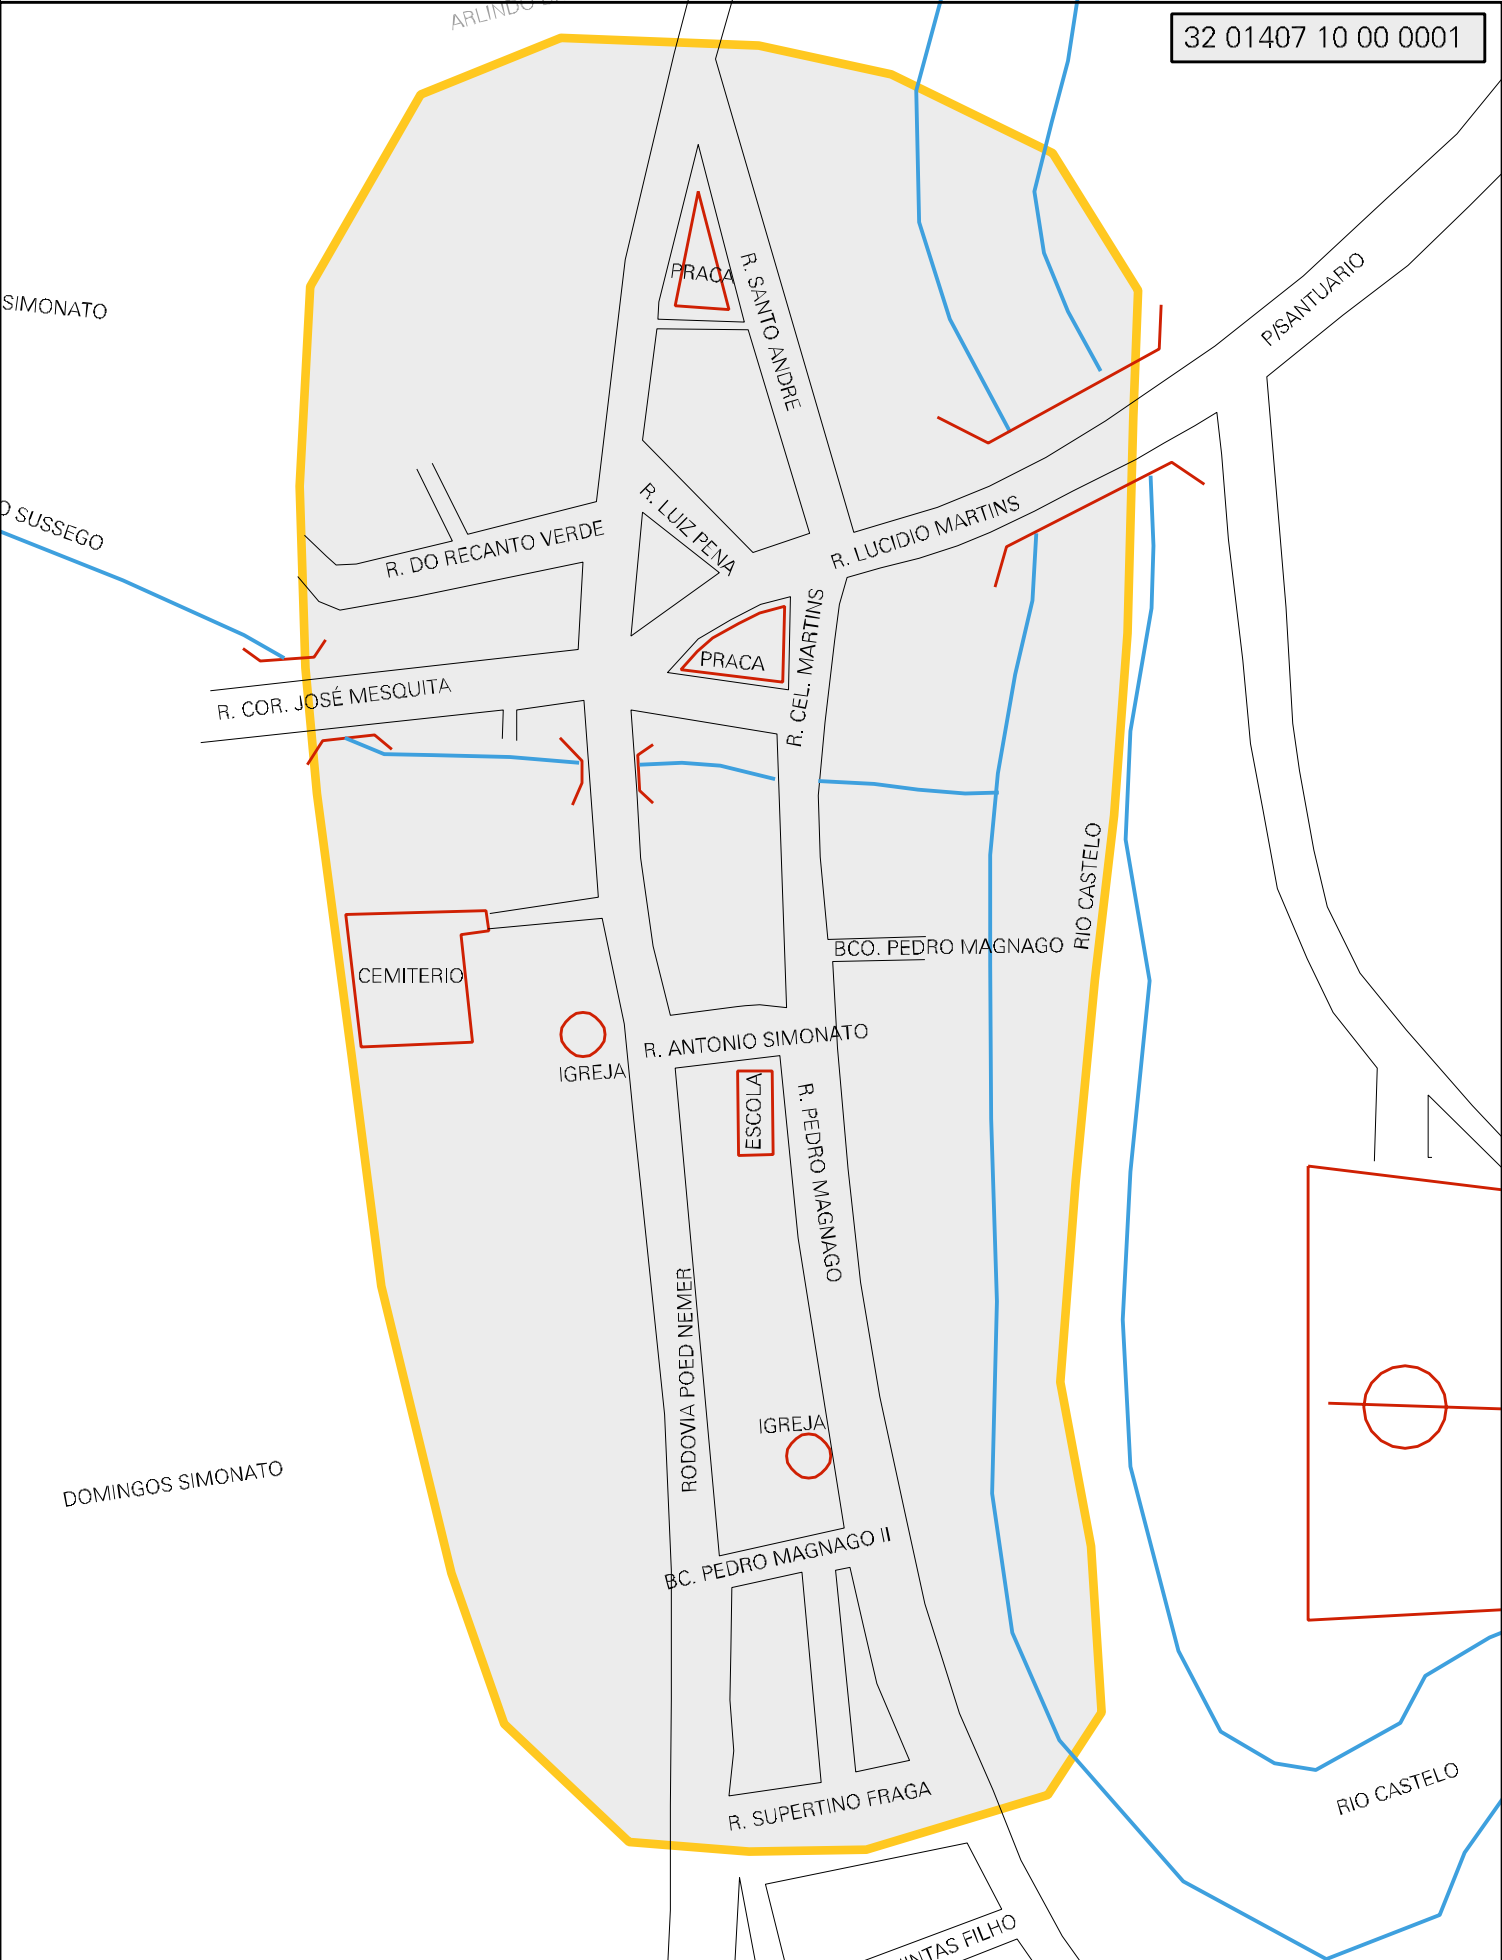 ARLINDO
32 01407 10 00 0001
PRACA
R. SANTO ANDRE
P/SANTUARIO
SIMONATO
R. LUIZ PENA
O SUSSEGO
R. DO RECANTO VERDE
R. LUCIDIO MARTINS
PRACA
R. CEL. MARTINS
R. COR. JOSÉ MESQUITA
RIO CASTELO
BCO. PEDRO MAGNAGO
CEMITERIO
R. ANTONIO SIMONATO
IGREJA
ESCOLA
R. PEDRO MAGNAGO
RODOVIA POED NEMER
IGREJA
DOMINGOS SIMONATO
BC. PEDRO MAGNAGO II
R. SUPERTINO FRAGA
RIO CASTELO
FILHO